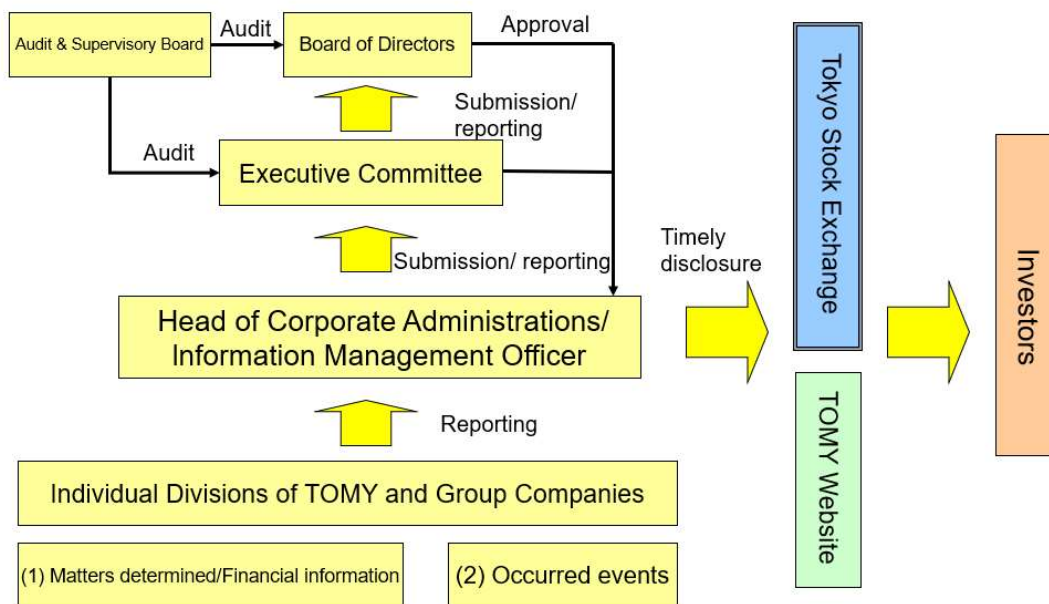 Audit & Supervisory Board
Audit
Board of Directors
Approval
Submission/
reporting
Audit
Executive Committee
Submission/ reporting
Timely
disclosure
Head of Corporate Administrations/
Information Management Officer
Reporting
Individual Divisions of TOMY and Group Companies
(1) Matters determined/Financial information
(2) Occurred events
Tokyo Stock Exchange
TOMY Website
Investors